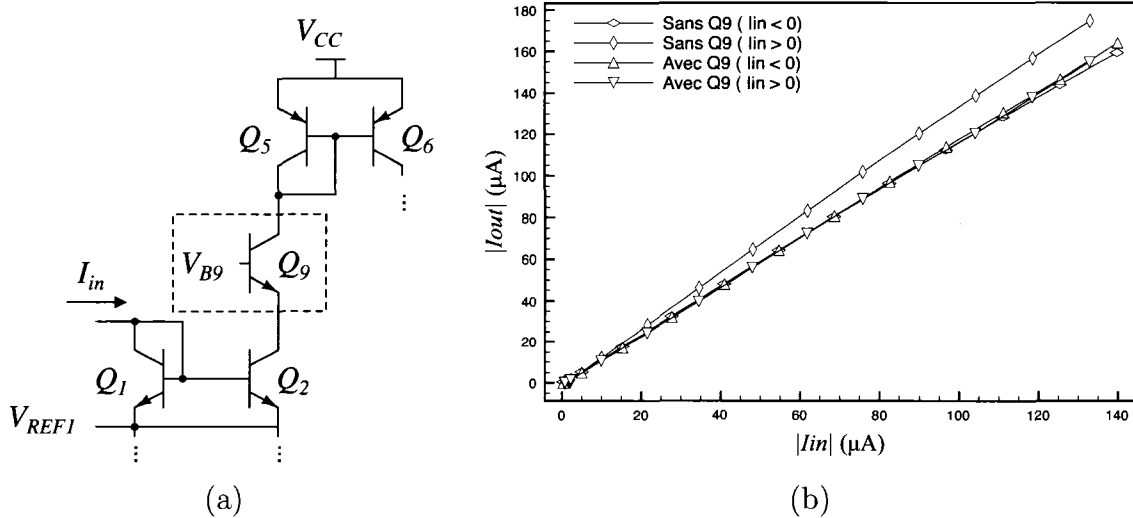 V_CC
Q_5
Q_6
⋮
V_B9
Q_9
I_in
Q_1
Q_2
V_REF1
⋮
⋮
(a)
Sans Q9 ( Iin < 0)
Sans Q9 ( Iin > 0)
Avec Q9 ( Iin < 0)
Avec Q9 ( Iin > 0)
|Iout| (µA)
180
160
140
120
100
80
60
40
20
0
0
20
40
60
80
100
120
140
|Iin| (µA)
(b)